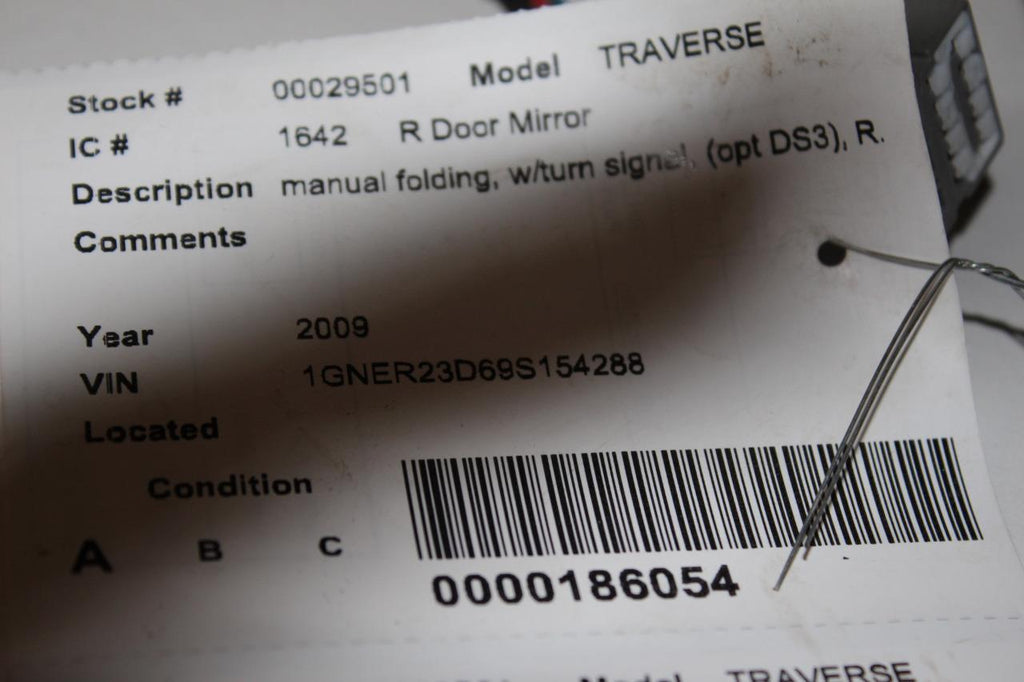 Stock # 00029501 Model TRAVERSE
IC # 1642 R Door Mirror
Description manual folding, w/turn signal, (opt DS3), R.
Comments
Year 2009
VIN 1GNER23D69S154288
Located
Condition
A B C
0000186054
Model TRAVERSE